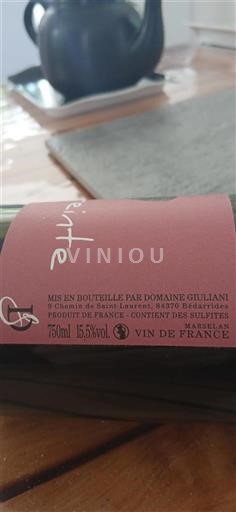 einte
VINIOU
MIS EN BOUTEILLE PAR DOMAINE GIULIANI
9 Chemin de Saint-Laurent, 84370 Bédarrides
PRODUIT DE FRANCE - CONTIENT DES SULFITES
MARSELAN
750ml 15,5%vol. VIN DE FRANCE